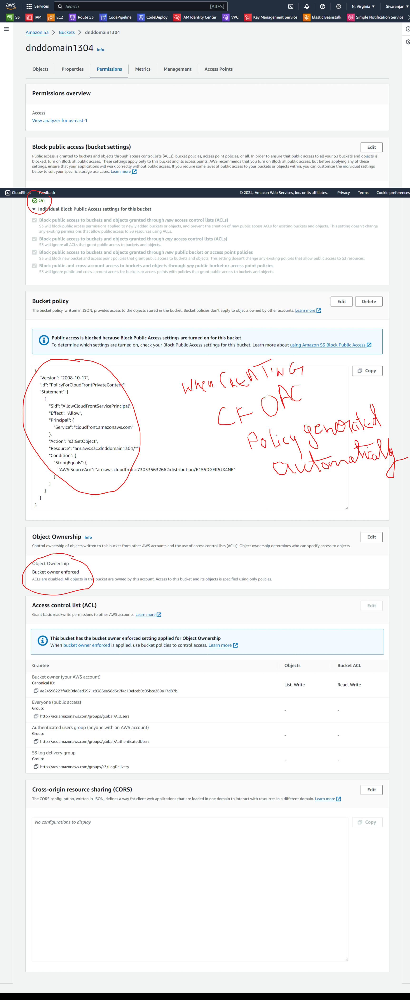 aws
Services
Search
[Alt+S]
N. Virginia
Sivaranjan
S3
IAM
EC2
Route 53
CodePipeline
CodeDeploy
IAM Identity Center
VPC
Key Management Service
Elastic Beanstalk
Simple Notification Service
Amazon S3 > Buckets > dnddomain1304
dnddomain1304 Info
Objects
Properties
Permissions
Metrics
Management
Access Points
Permissions overview
Access
View analyzer for us-east-1
Block public access (bucket settings)
Edit
Public access is granted to buckets and objects through access control lists (ACLs), bucket policies, access point policies, or all. In order to ensure that public access to all your S3 buckets and objects is
blocked, turn on Block all public access. These settings apply only to this bucket and its access points. AWS recommends that you turn on Block all public access, but before applying any of these
settings, ensure that your applications will work correctly without public access. If you require some level of public access to your buckets or objects within, you can customize the individual settings
below to suit your specific storage use cases. Learn more
CloudShell
Feedback
© 2024, Amazon Web Services, Inc. or its affiliates.
Privacy
Terms
Cookie preferences
On
Individual Block Public Access settings for this bucket
Block public access to buckets and objects granted through new access control lists (ACLs)
S3 will block public access permissions applied to newly added buckets or objects, and prevent the creation of new public access ACLs for existing buckets and objects. This setting doesn't change
any existing permissions that allow public access to S3 resources using ACLs.
Block public access to buckets and objects granted through any access control lists (ACLs)
S3 will ignore all ACLs that grant public access to buckets and objects.
Block public access to buckets and objects granted through new public bucket or access point policies
S3 will block new bucket and access point policies that grant public access to buckets and objects. This setting doesn't change any existing policies that allow public access to S3 resources.
Block public and cross-account access to buckets and objects through any public bucket or access point policies
S3 will ignore public and cross-account access for buckets or access points with policies that grant public access to buckets and objects.
Bucket policy
Edit
Delete
The bucket policy, written in JSON, provides access to the objects stored in the bucket. Bucket policies don't apply to objects owned by other accounts. Learn more
Public access is blocked because Block Public Access settings are turned on for this bucket
To determine which settings are turned on, check your Block Public Access settings for this bucket. Learn more about using Amazon S3 Block Public Access
Copy
{
"Version": "2008-10-17",
"Id": "PolicyForCloudFrontPrivateContent",
"Statement": [
{
"Sid": "AllowCloudFrontServicePrincipal",
"Effect": "Allow",
"Principal": {
"Service": "cloudfront.amazonaws.com"
},
"Action": "s3:GetObject",
"Resource": "arn:aws:s3:::dnddomain1304/*",
"Condition": {
"StringEquals": {
"AWS:SourceArn": "arn:aws:cloudfront::730335632662:distribution/E155DGEK5JX4NE"
}
}
}
]
}
When CREATING
CF OAC
Policy generated
automatically
Object Ownership Info
Edit
Control ownership of objects written to this bucket from other AWS accounts and the use of access control lists (ACLs). Object ownership determines who can specify access to objects.
Object Ownership
Bucket owner enforced
ACLs are disabled. All objects in this bucket are owned by this account. Access to this bucket and its objects is specified using only policies.
Access control list (ACL)
Edit
Grant basic read/write permissions to other AWS accounts. Learn more
This bucket has the bucket owner enforced setting applied for Object Ownership
When bucket owner enforced is applied, use bucket policies to control access. Learn more
Grantee
Objects
Bucket ACL
Bucket owner (your AWS account)
Canonical ID:
ae24596227f40b0dd8ad3971c8386ea58d5c7f4c10efceb0c05bce269a17d87b
List, Write
Read, Write
Everyone (public access)
Group:
http://acs.amazonaws.com/groups/global/AllUsers
-
-
Authenticated users group (anyone with an AWS account)
Group:
http://acs.amazonaws.com/groups/global/AuthenticatedUsers
-
-
S3 log delivery group
Group:
http://acs.amazonaws.com/groups/s3/LogDelivery
-
-
Cross-origin resource sharing (CORS)
Edit
The CORS configuration, written in JSON, defines a way for client web applications that are loaded in one domain to interact with resources in a different domain. Learn more
No configurations to display
Copy